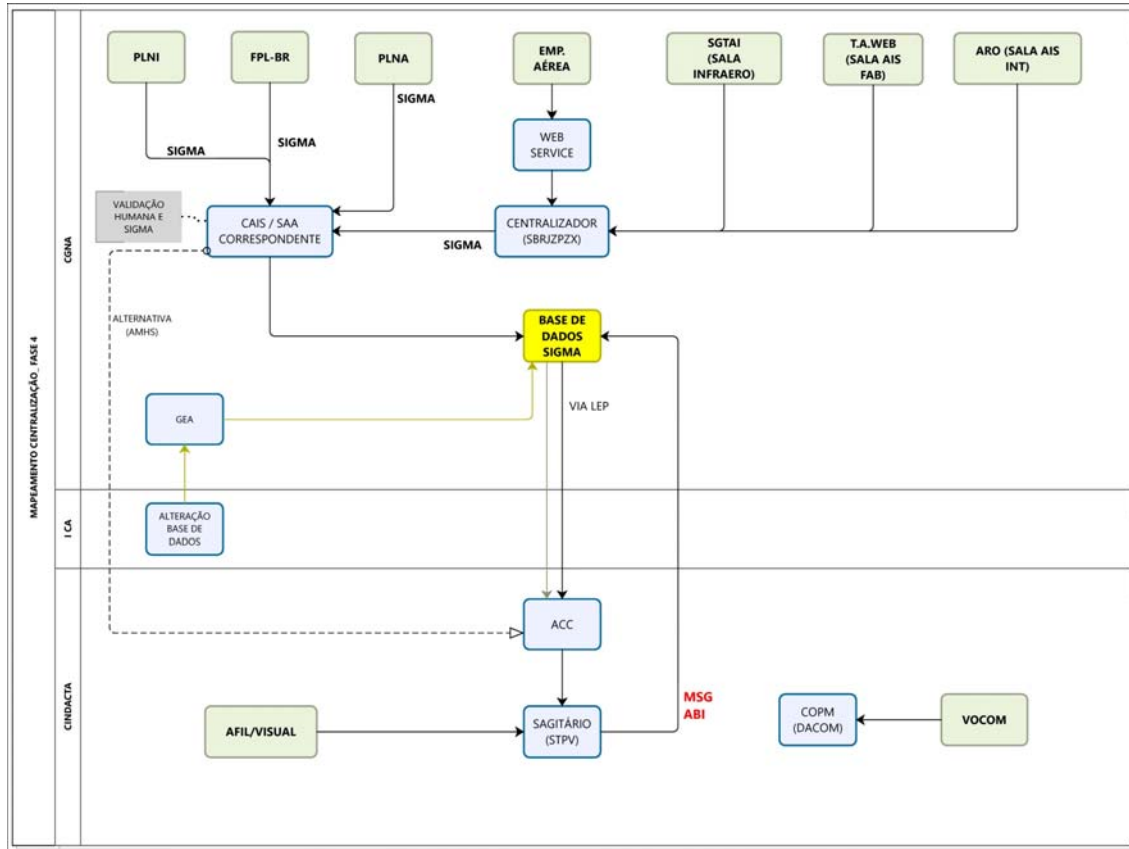 PLNI
FPL-BR
PLNA
EMP.
AÉREA
SGTAI
(SALA
INFRAERO)
T.A.WEB
(SALA AIS
FAB)
ARO (SALA AIS
INT)
SIGMA
SIGMA
SIGMA
WEB
SERVICE
VALIDAÇÃO
HUMANA E
SIGMA
CAIS / SAA
CORRESPONDENTE
SIGMA
CENTRALIZADOR
(SBRJZPZX)
CGNA
ALTERNATIVA
(AMHS)
BASE DE
DADOS
SIGMA
VIA LEP
GEA
MAPEAMENTO CENTRALIZAÇÃO_ FASE 4
I CA
ALTERAÇÃO
BASE DE
DADOS
CINDACTA
ACC
MSG
ABI
AFIL/VISUAL
SAGITÁRIO
(STPV)
COPM
(DACOM)
VOCOM